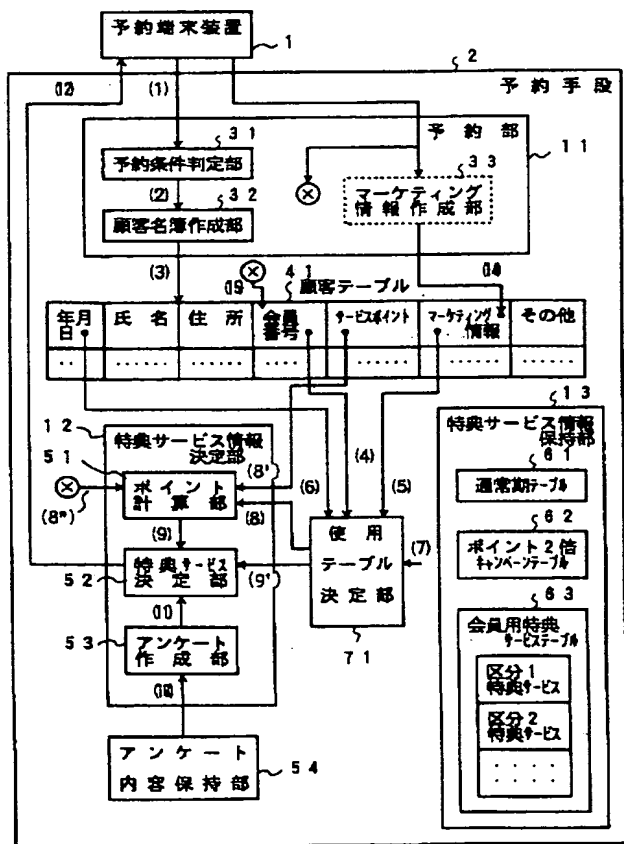 予約端末装置
1
2
予約手段
(12)
(1)
予約部
11
31
予約条件判定部
(2)
32
顧客名簿作成部
33
マーケティング
情報作成部
(3)
41
顧客テーブル
(14)
年月
日
氏名
住所
会員
番号
サービスポイント
マーケティング
情報
その他
‥‥
‥‥‥
‥‥‥
‥‥‥
‥‥‥
‥‥‥
‥‥‥
12
特典サービス情報
決定部
51
ポイント
計算部
(8')
(8")
(8)
(6)
(4)
(5)
(9)
52
特典サービス
決定部
(9')
使用
テーブル
決定部
(7)
71
(11)
53
アンケート
作成部
アンケート
内容保持部
54
13
特典サービス情報
保持部
61
通常期テーブル
62
ポイント2倍
キャンペーンテーブル
63
会員用特典
サービステーブル
区分1
特典サービス
区分2
特典サービス
‥‥